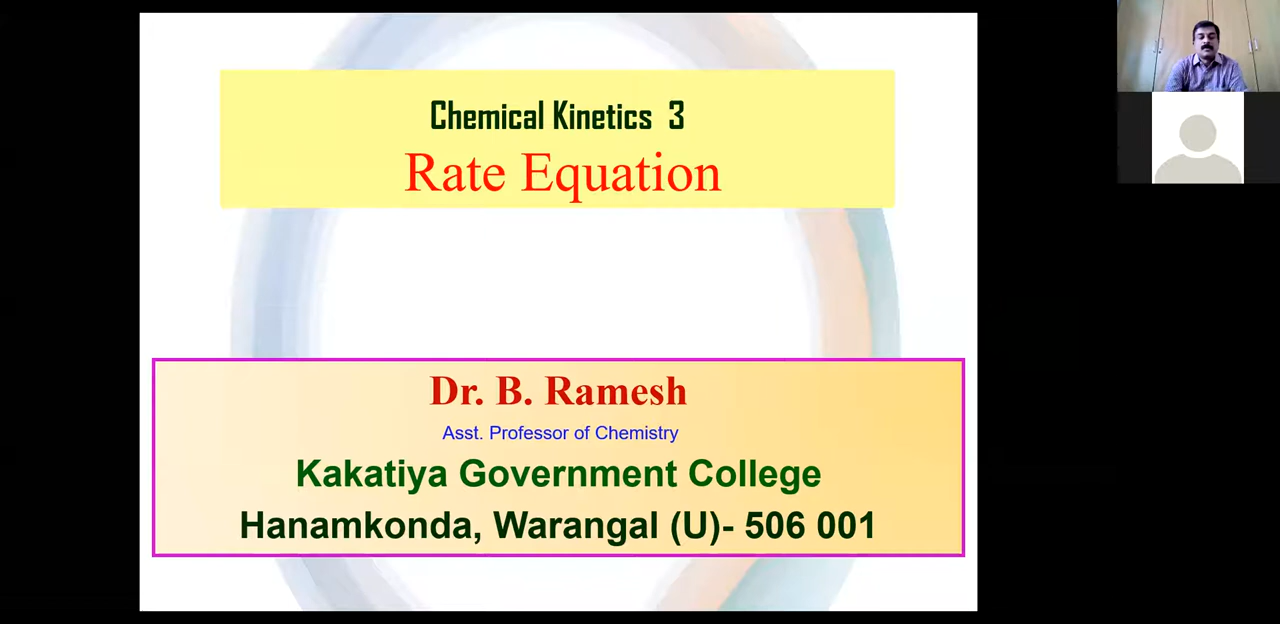 Chemical Kinetics 3
Rate Equation
Dr. B. Ramesh
Asst. Professor of Chemistry
Kakatiya Government College
Hanamkonda, Warangal (U)- 506 001